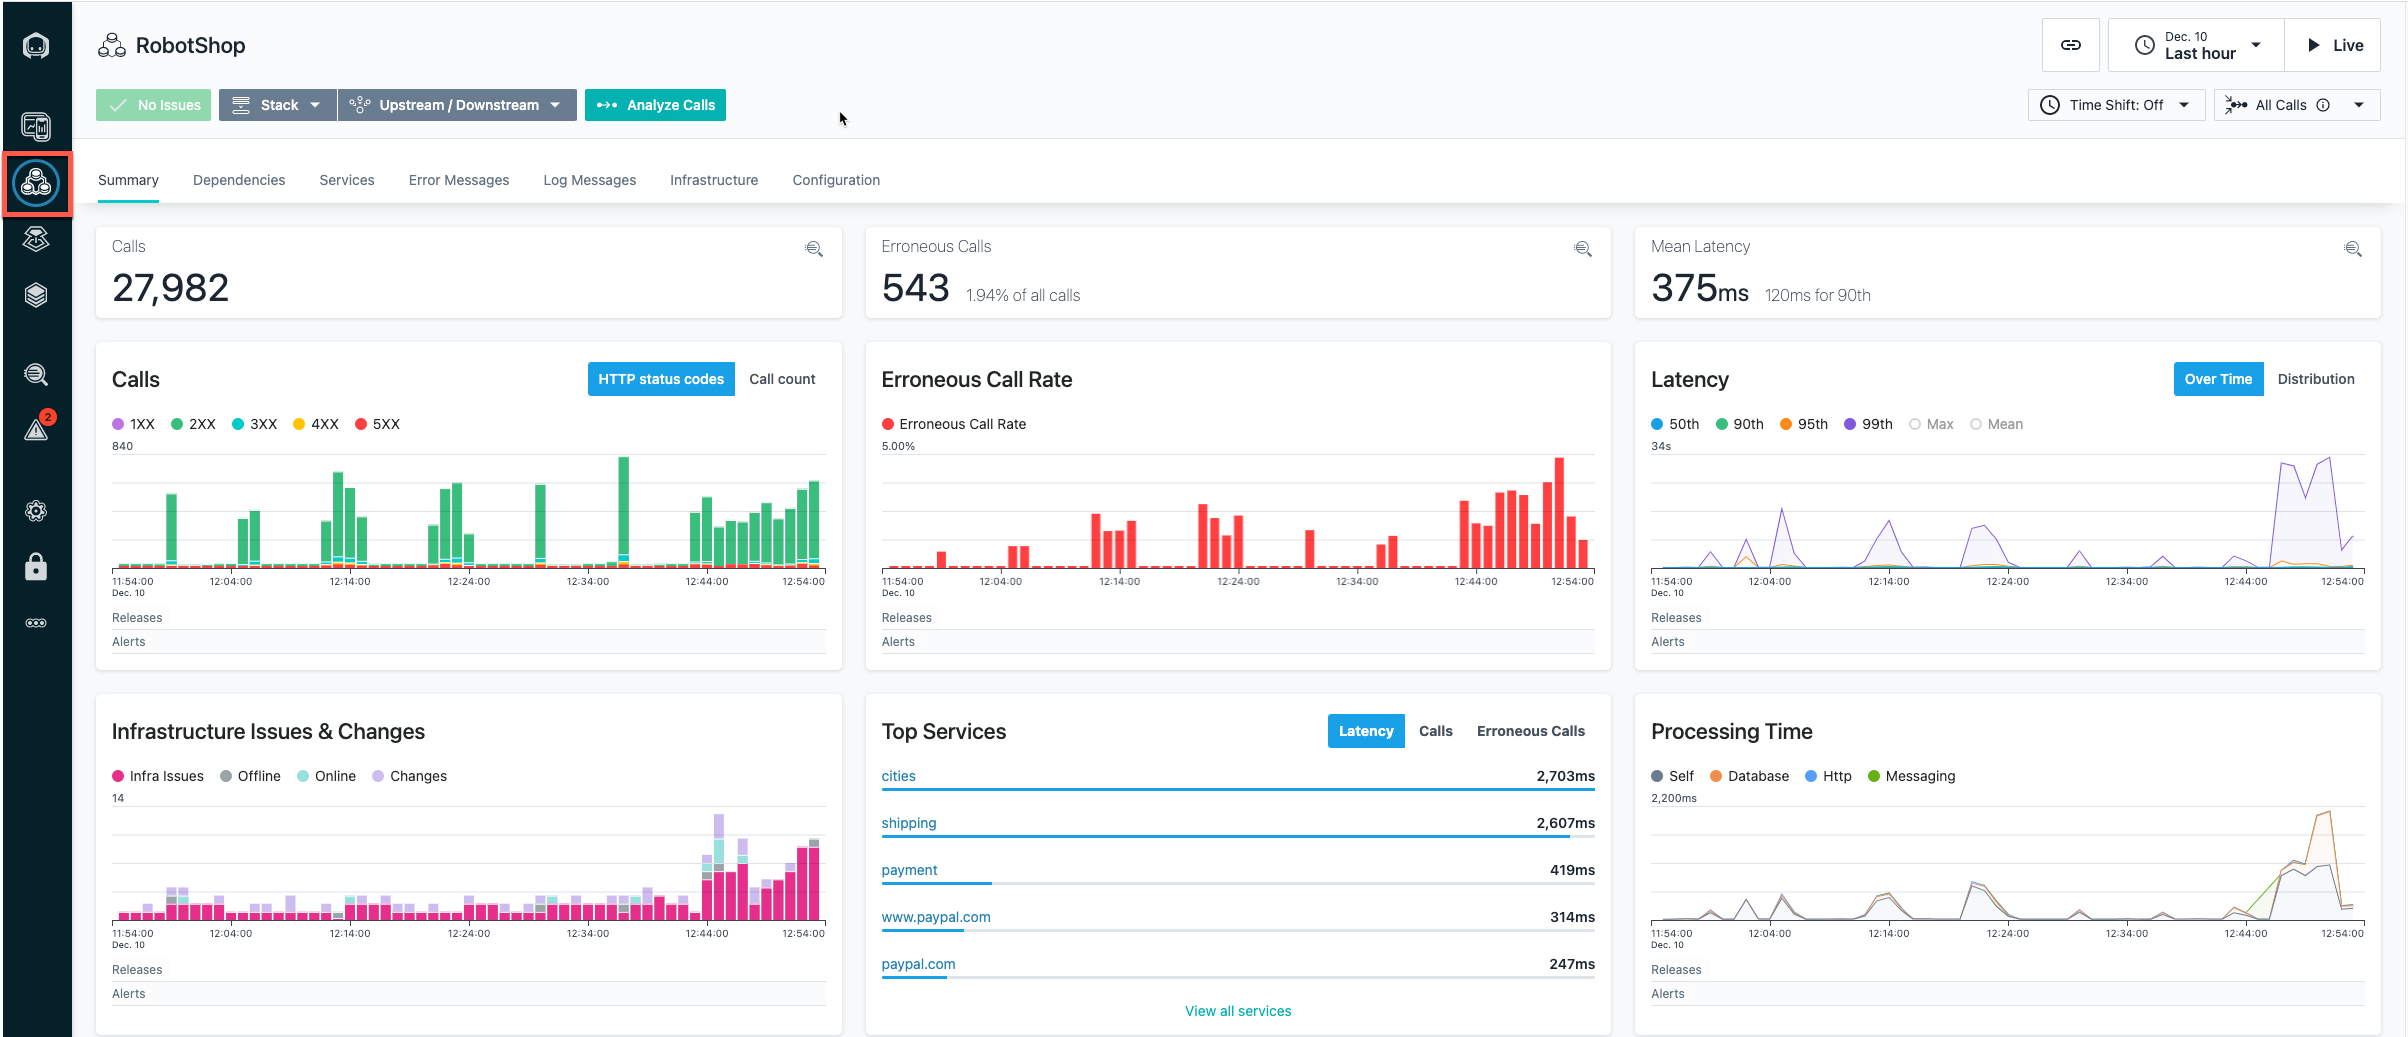 RobotShop
Dec. 10
Last hour
Live
No Issues
Stack
Upstream / Downstream
Analyze Calls
Time Shift: Off
All Calls
Summary
Dependencies
Services
Error Messages
Log Messages
Infrastructure
Configuration
2
Calls
27,982
Erroneous Calls
543 1.94% of all calls
Mean Latency
375ms 120ms for 90th
Calls
HTTP status codes
Call count
1XX 2XX 3XX 4XX 5XX
840
11:54:00 12:04:00 12:14:00 12:24:00 12:34:00 12:44:00 12:54:00
Dec. 10
Releases
Alerts
Erroneous Call Rate
Erroneous Call Rate
5.00%
11:54:00 12:04:00 12:14:00 12:24:00 12:34:00 12:44:00 12:54:00
Dec. 10
Releases
Alerts
Latency
Over Time
Distribution
50th 90th 95th 99th Max Mean
34s
11:54:00 12:04:00 12:14:00 12:24:00 12:34:00 12:44:00 12:54:00
Dec. 10
Releases
Alerts
Infrastructure Issues & Changes
Infra Issues Offline Online Changes
14
11:54:00 12:04:00 12:14:00 12:24:00 12:34:00 12:44:00 12:54:00
Dec. 10
Releases
Alerts
Top Services
Latency
Calls
Erroneous Calls
cities 2,703ms
shipping 2,607ms
payment 419ms
www.paypal.com 314ms
paypal.com 247ms
View all services
Processing Time
Self Database Http Messaging
2,200ms
11:54:00 12:04:00 12:14:00 12:24:00 12:34:00 12:44:00 12:54:00
Dec. 10
Releases
Alerts